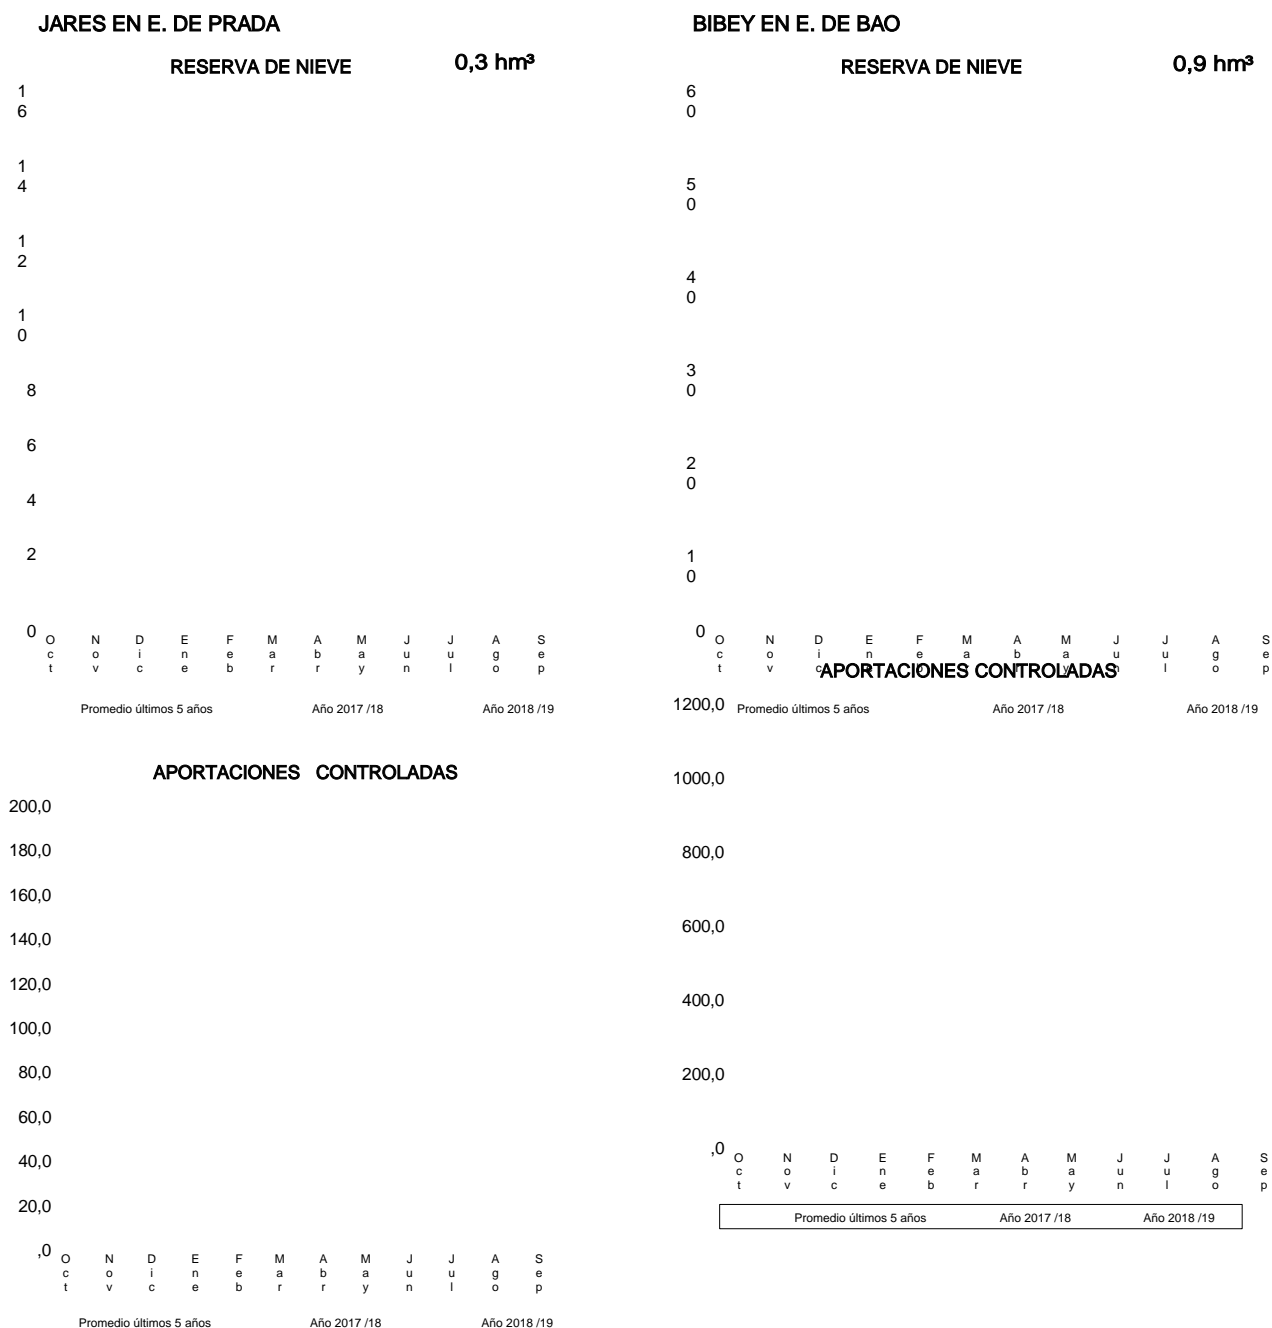 JARES EN E. DE PRADA
RESERVA DE NIEVE
0,3 hm³
16
14
12
10
8
6
4
2
0
Oct Nov Dic Ene Feb Mar Abr May Jun Jul Ago Sep
Promedio últimos 5 años Año 2017 /18 Año 2018 /19
APORTACIONES CONTROLADAS
200,0
180,0
160,0
140,0
120,0
100,0
80,0
60,0
40,0
20,0
,0
Oct Nov Dic Ene Feb Mar Abr May Jun Jul Ago Sep
Promedio últimos 5 años Año 2017 /18 Año 2018 /19
BIBEY EN E. DE BAO
RESERVA DE NIEVE
0,9 hm³
60
50
40
30
20
10
0
Oct Nov Dic Ene Feb Mar Abr May Jun Jul Ago Sep
Promedio últimos 5 años Año 2017 /18 Año 2018 /19
APORTACIONES CONTROLADAS
1200,0
1000,0
800,0
600,0
400,0
200,0
,0
Oct Nov Dic Ene Feb Mar Abr May Jun Jul Ago Sep
Promedio últimos 5 años Año 2017 /18 Año 2018 /19